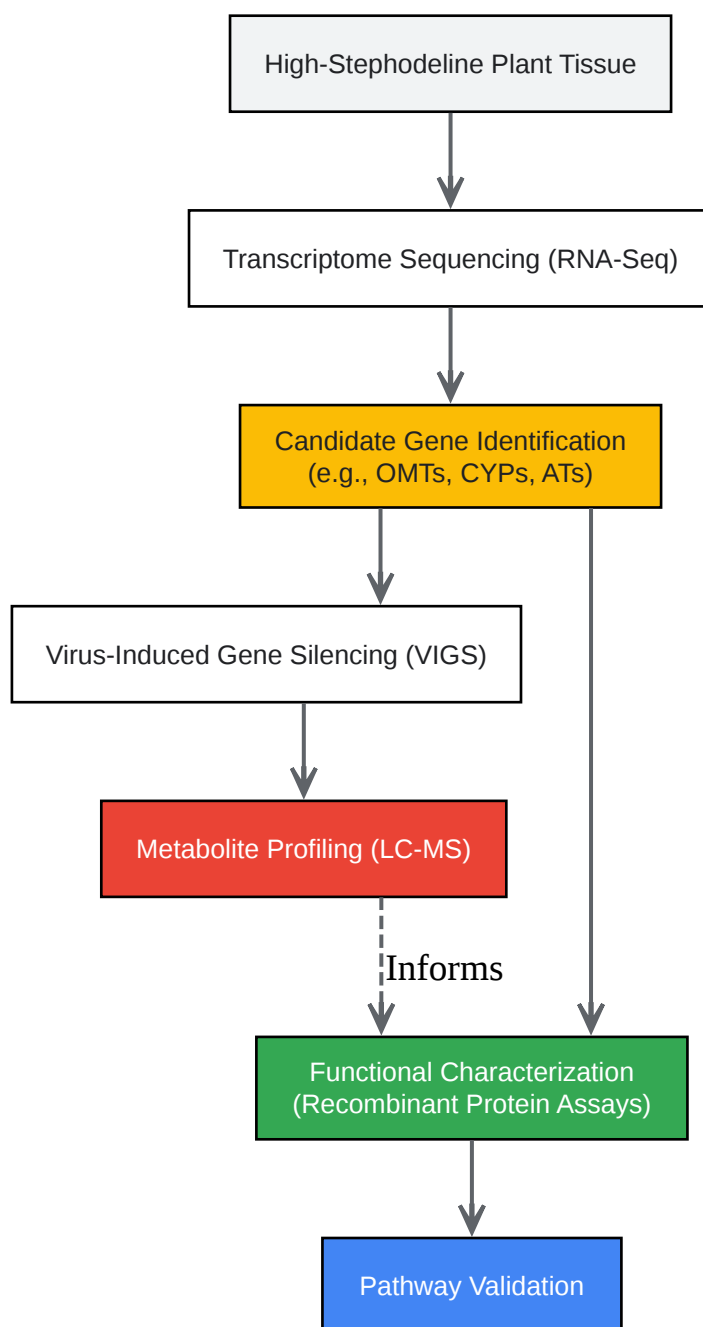 High-Stephodeline Plant Tissue
Transcriptome Sequencing (RNA-Seq)
Candidate Gene Identification
(e.g., OMTs, CYPs, ATs)
Virus-Induced Gene Silencing (VIGS)
Metabolite Profiling (LC-MS)
Informs
Functional Characterization
(Recombinant Protein Assays)
Pathway Validation